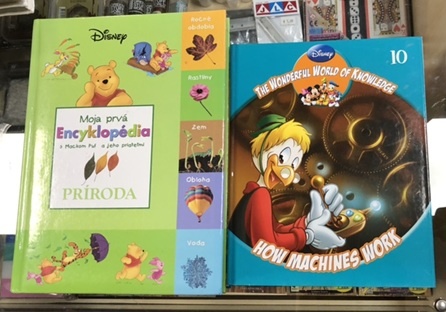 Disney
Moja prvá
Encyklopédia
s Mackom Pú a jeho priateľmi
PRÍRODA
Ročné
obdobia
Rastliny
Zem
Obloha
Voda
Disney
10
THE WONDERFUL WORLD OF KNOWLEDGE
HOW MACHINES WORK